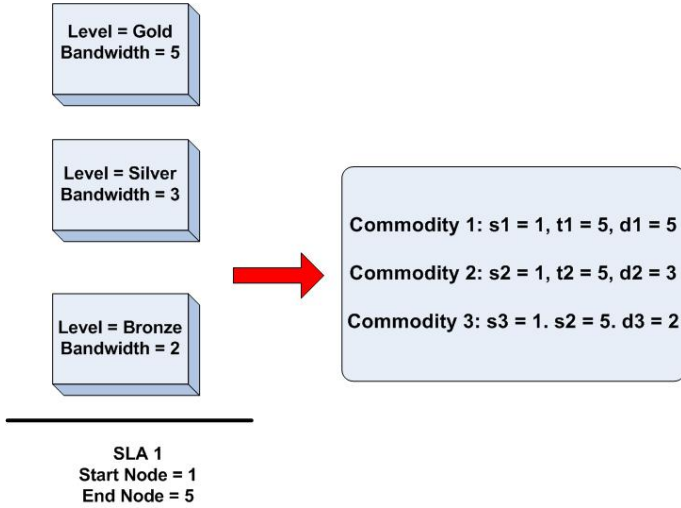 Level = Gold
Bandwidth = 5
Level = Silver
Bandwidth = 3
Level = Bronze
Bandwidth = 2
SLA 1
Start Node = 1
End Node = 5
Commodity 1: s1 = 1, t1 = 5, d1 = 5
Commodity 2: s2 = 1, t2 = 5, d2 = 3
Commodity 3: s3 = 1. s2 = 5. d3 = 2